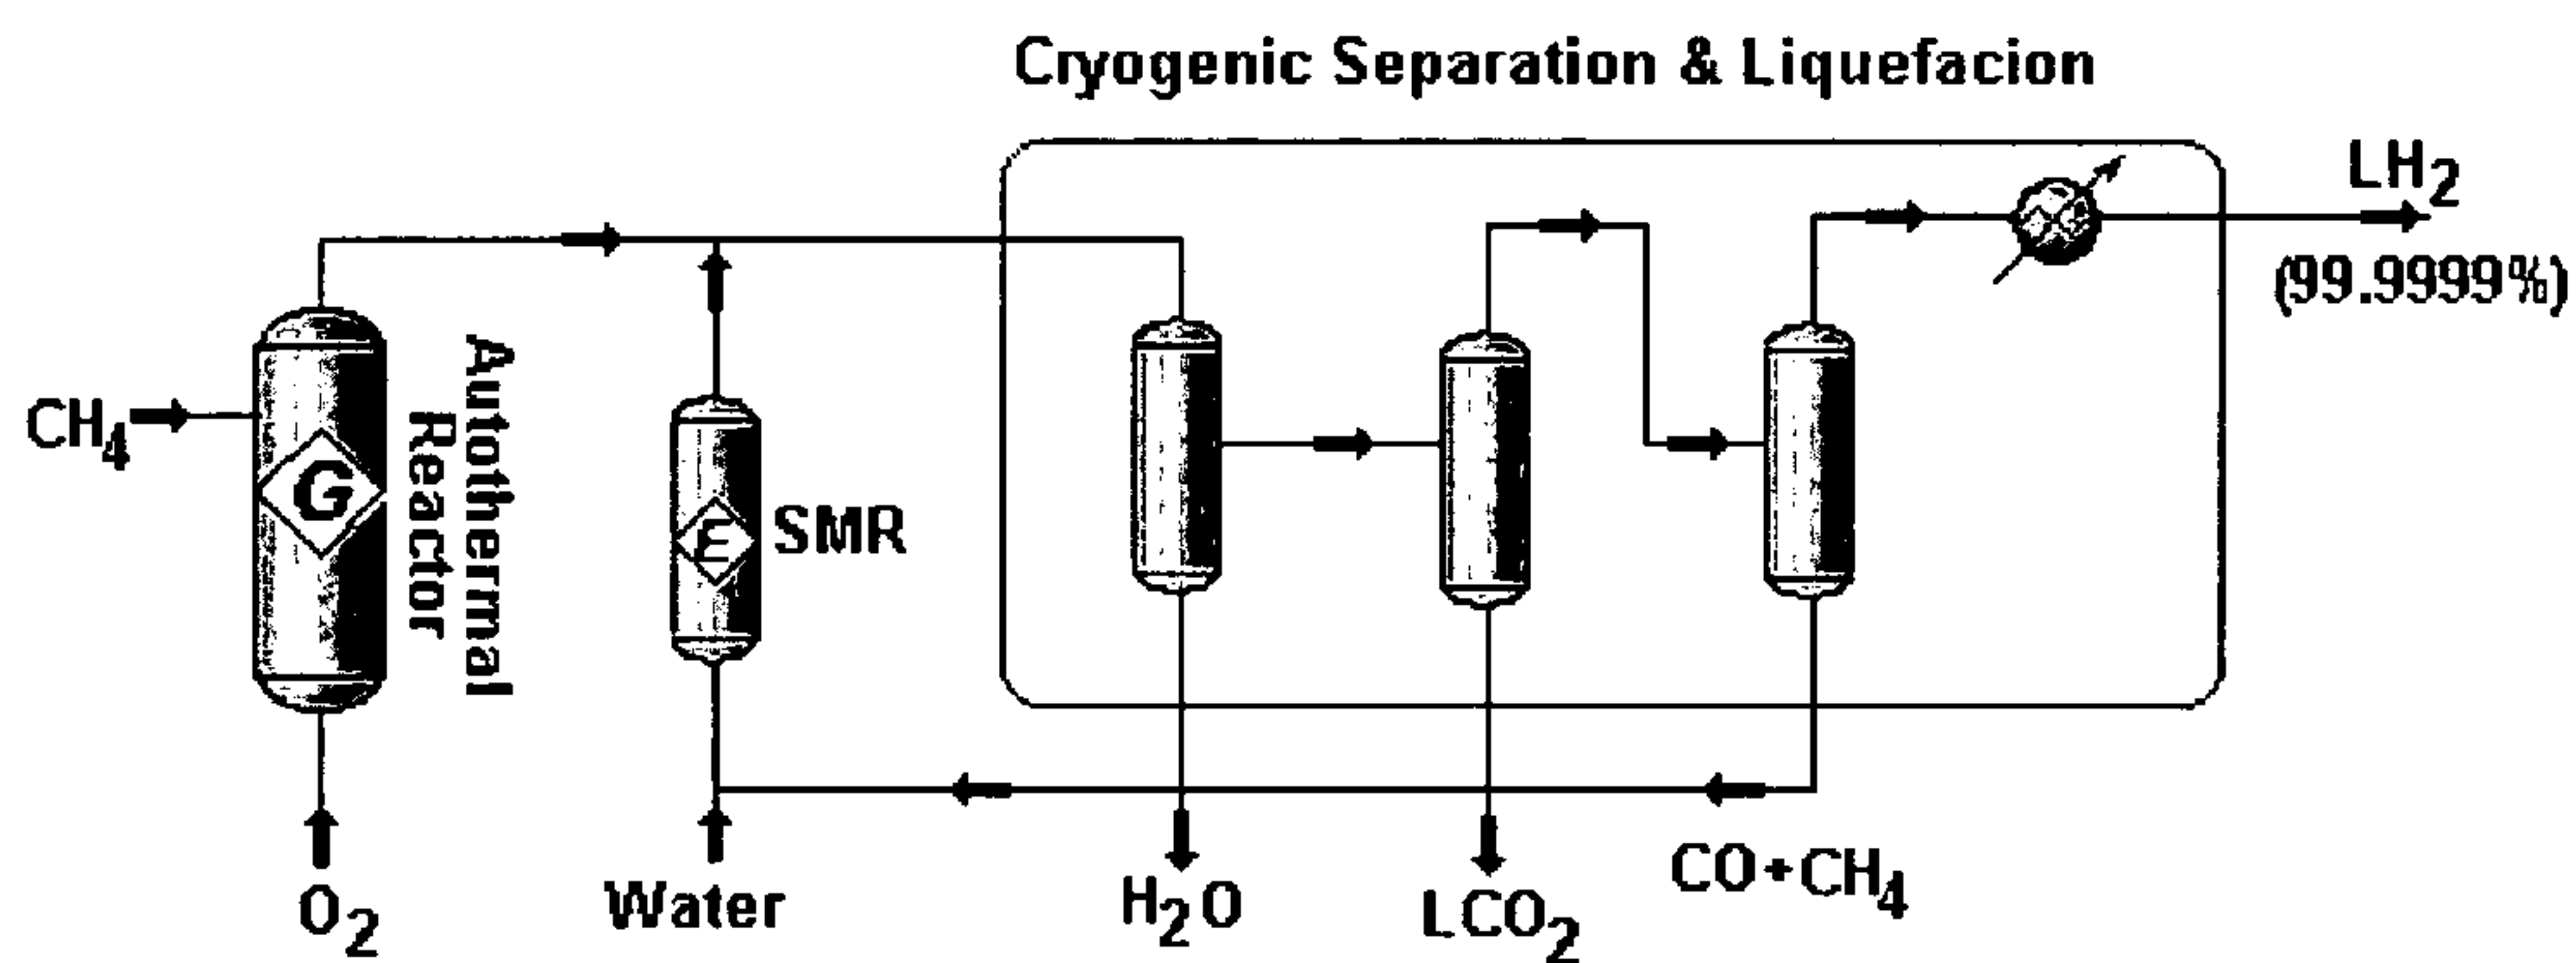 Cryogenic Separation & Liquefacion
LH2
(99.9999%)
CH4
G
Autothermal
Reactor
E
SMR
O2
Water
H2O
LCO2
CO+CH4